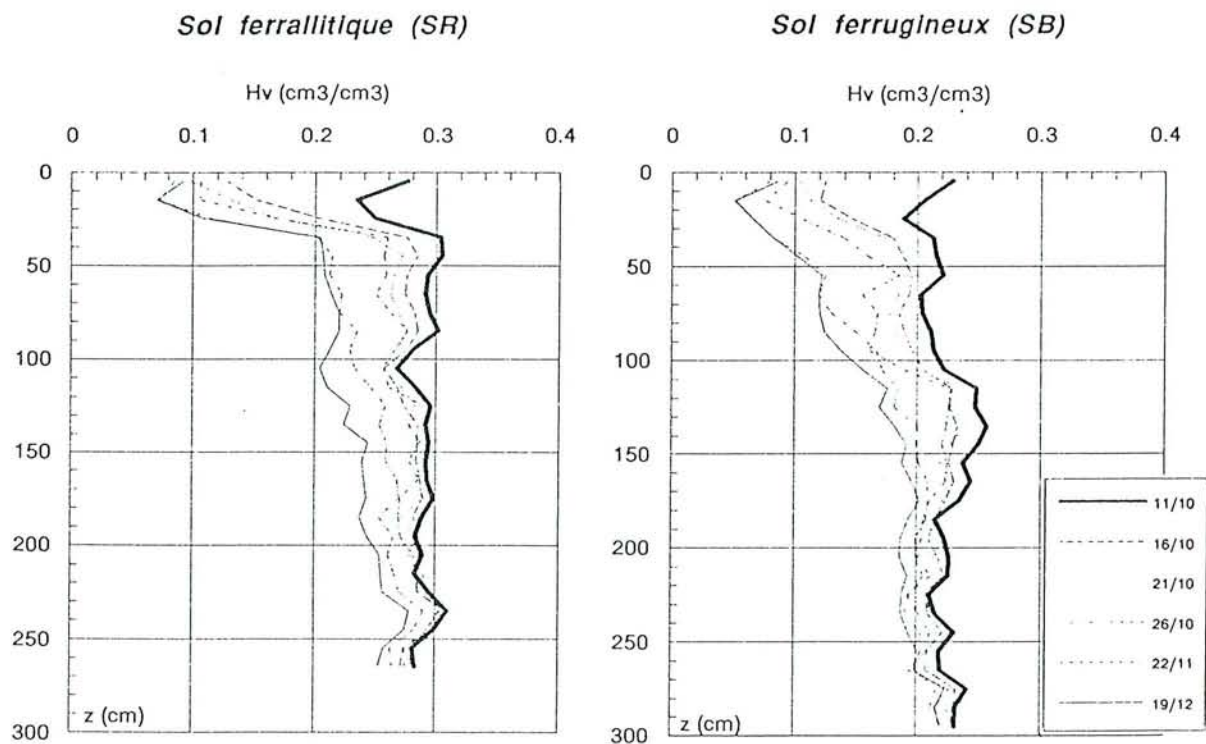 Sol ferrallitique (SR)
Hv (cm3/cm3)
0 0.1 0.2 0.3 0.4
0
50
100
150
200
250
300
z (cm)
Sol ferrugineux (SB)
Hv (cm3/cm3)
0 0.1 0.2 0.3 0.4
0
50
100
150
200
250
300
z (cm)
11/10
16/10
21/10
26/10
22/11
19/12